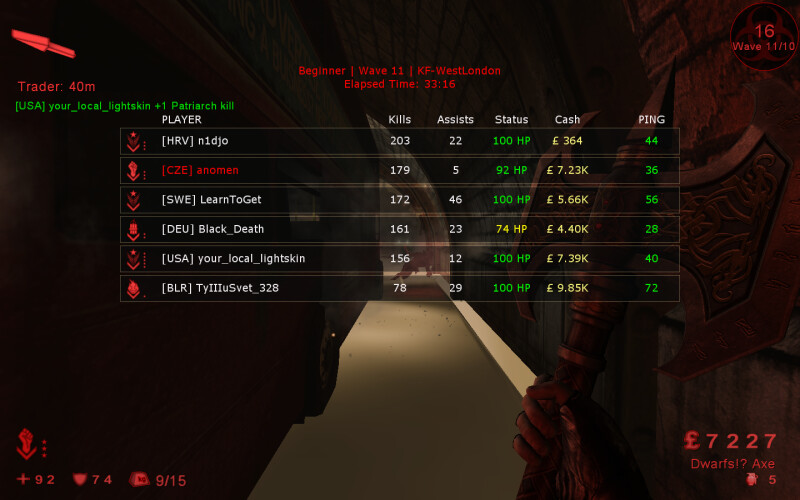 16
Wave 11/10
Beginner | Wave 11 | KF-WestLondon
Elapsed Time: 33:16
Trader: 40m
[USA] your_local_lightskin +1 Patriarch kill
PLAYER Kills Assists Status Cash PING
[HRV] n1djo 203 22 100 HP £ 364 44
[CZE] anomen 179 5 92 HP £ 7.23K 36
[SWE] LearnToGet 172 46 100 HP £ 5.66K 56
[DEU] Black_Death 161 23 74 HP £ 4.40K 28
[USA] your_local_lightskin 156 12 100 HP £ 7.39K 40
[BLR] TyIIIuSvet_328 78 29 100 HP £ 9.85K 72
£7227
Dwarfs!? Axe
92 74 9/15 5